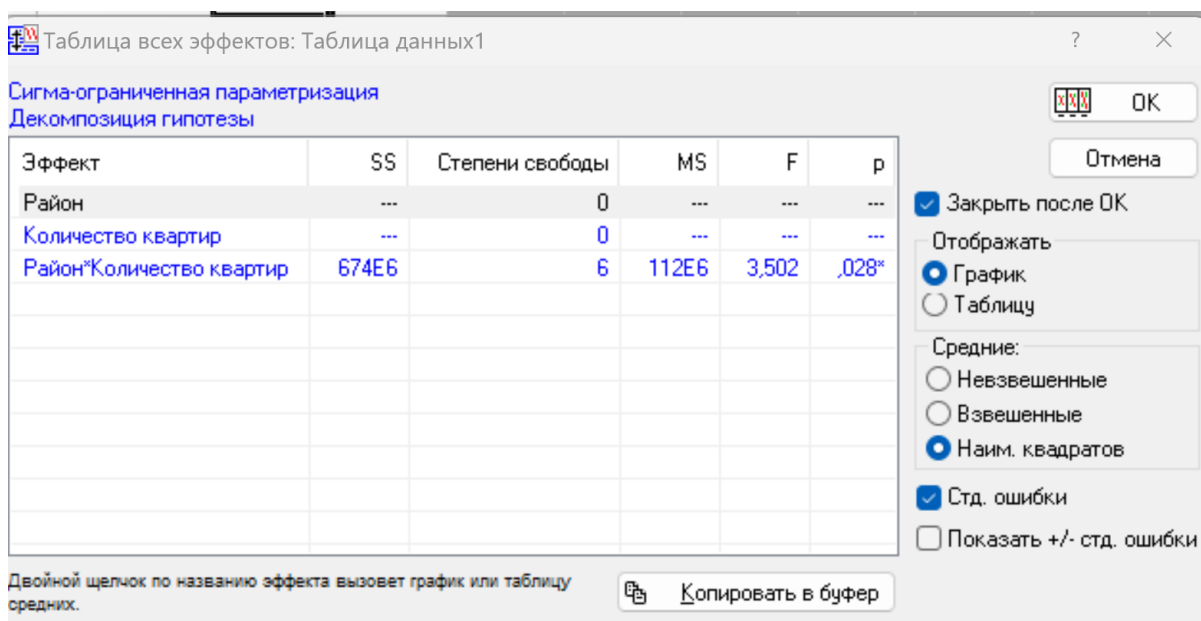 Таблица всех эффектов: Таблица данных1
?
Сигма-ограниченная параметризация
Декомпозиция гипотезы
OK
Отмена
Эффект SS Степени свободы MS F p
Район --- 0 --- --- ---
Количество квартир --- 0 --- --- ---
Район*Количество квартир 674E6 6 112E6 3,502 ,028*
Закрыть после OK
Отображать
График
Таблицу
Средние:
Невзвешенные
Взвешенные
Наим. квадратов
Стд. ошибки
Показать +/- стд. ошибки
Двойной щелчок по названию эффекта вызовет график или таблицу
средних.
Копировать в буфер